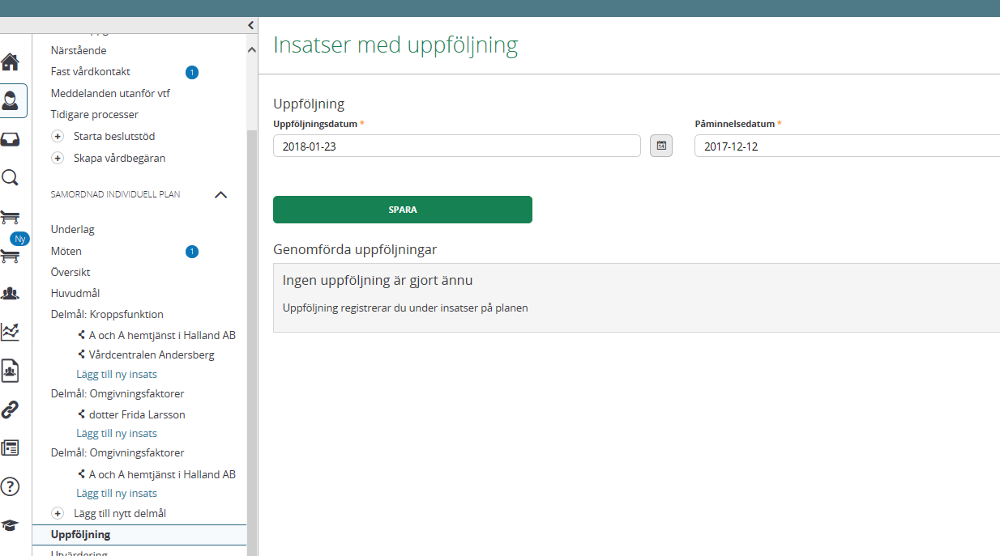 Närstående
Fast vårdkontakt 1
Meddelanden utanför vtf
Tidigare processer
Starta beslutstöd
Skapa vårdbegäran
SAMORDNAD INDIVIDUELL PLAN
Underlag
Möten 1
Översikt
Huvudmål
Delmål: Kroppsfunktion
A och A hemtjänst i Halland AB
Vårdcentralen Andersberg
Lägg till ny insats
Delmål: Omgivningsfaktorer
dotter Frida Larsson
Lägg till ny insats
Delmål: Omgivningsfaktorer
A och A hemtjänst i Halland AB
Lägg till ny insats
Lägg till nytt delmål
Uppföljning
Utvärdering
Ny
Insatser med uppföljning
Uppföljning
Uppföljningsdatum *
2018-01-23
14
Påminnelsedatum *
2017-12-12
SPARA
Genomförda uppföljningar
Ingen uppföljning är gjort ännu
Uppföljning registrerar du under insatser på planen